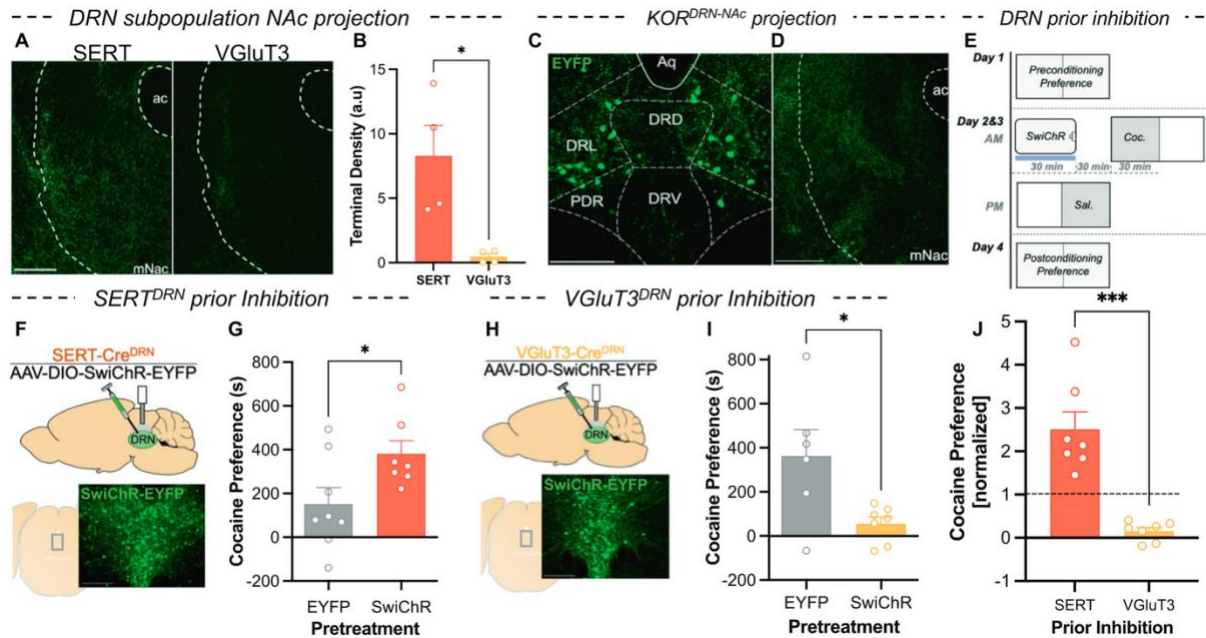 DRN subpopulation NAc projection
KOR^DRN-NAc projection
DRN prior inhibition
A
SERT
VGluT3
ac
mNac
B
*
15
10
5
0
Terminal Density (a.u)
SERT
VGluT3
C
EYFP
Aq
DRD
DRL
PDR
DRV
D
ac
mNac
E
Day 1
Preconditioning
Preference
Day 2&3
AM
SwiChR
Coc.
30 min
30 min
30 min
PM
Sal.
Day 4
Postconditioning
Preference
SERT^DRN prior Inhibition
VGluT3^DRN prior Inhibition
F
SERT-Cre^DRN
AAV-DIO-SwiChR-EYFP
DRN
SwiChR-EYFP
G
*
800
600
400
200
0
-200
Cocaine Preference (s)
EYFP
SwiChR
Pretreatment
H
VGluT3-Cre^DRN
AAV-DIO-SwiChR-EYFP
DRN
SwiChR-EYFP
I
*
800
600
400
200
0
-200
Cocaine Preference (s)
EYFP
SwiChR
Pretreatment
J
***
5
4
3
2
1
0
-1
Cocaine Preference
[normalized]
SERT
VGluT3
Prior Inhibition